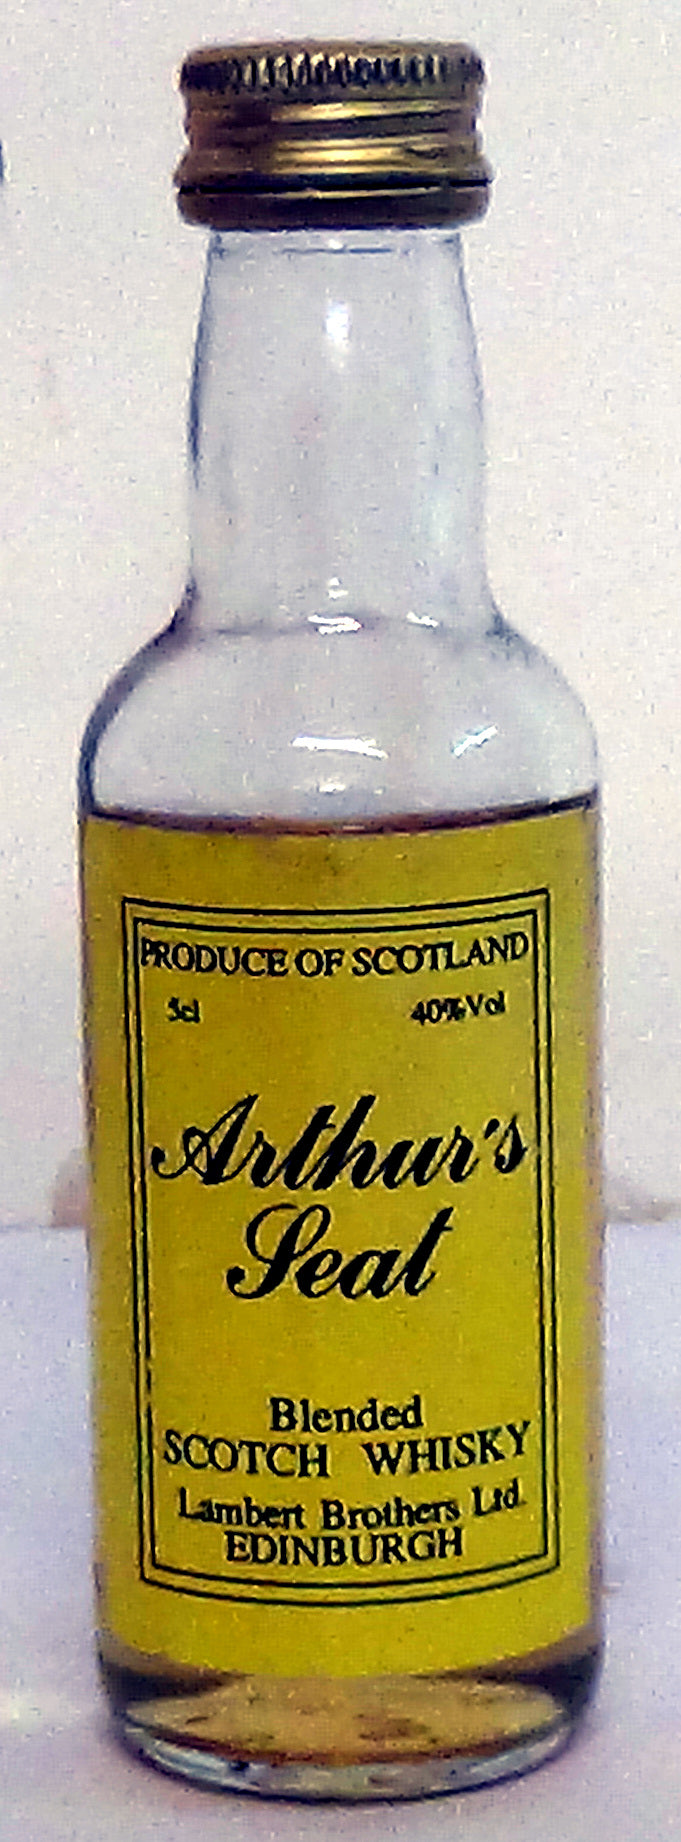 PRODUCE OF SCOTLAND
5cl 40% Vol
Arthur's
Seat
Blended
SCOTCH WHISKY
Lambert Brothers Ltd.
EDINBURGH